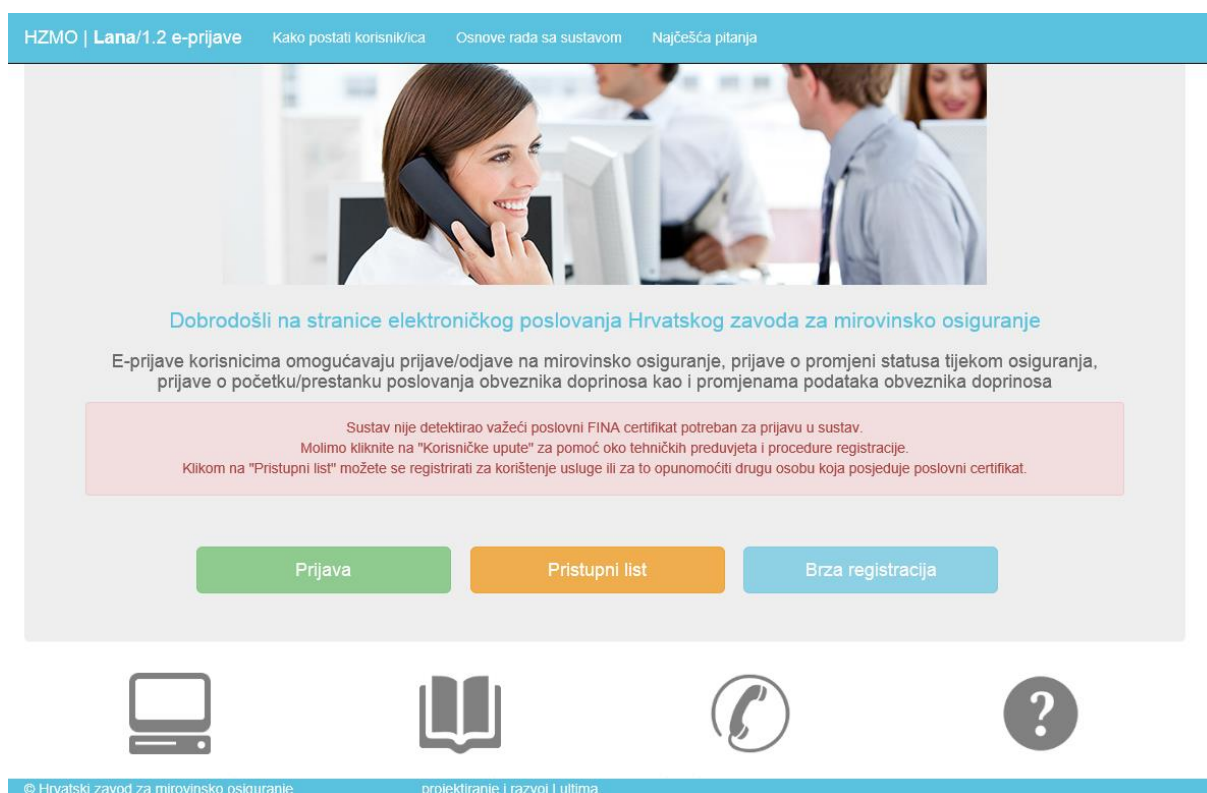 HZMO | Lana/1.2 e-prijave Kako postati korisnik/ica Osnove rada sa sustavom Najčešća pitanja
Dobrodošli na stranice elektroničkog poslovanja Hrvatskog zavoda za mirovinsko osiguranje
E-prijave korisnicima omogućavaju prijave/odjave na mirovinsko osiguranje, prijave o promjeni statusa tijekom osiguranja,
prijave o početku/prestanku poslovanja obveznika doprinosa kao i promjenama podataka obveznika doprinosa
Sustav nije detektirao važeći poslovni FINA certifikat potreban za prijavu u sustav.
Molimo kliknite na "Korisničke upute" za pomoć oko tehničkih preduvjeta i procedure registracije.
Klikom na "Pristupni list" možete se registrirati za korištenje usluge ili za to opunomoćiti drugu osobu koja posjeduje poslovni certifikat.
Prijava Pristupni list Brza registracija
?
© Hrvatski zavod za mirovinsko osiguranje projektiranje i razvoj | ultima